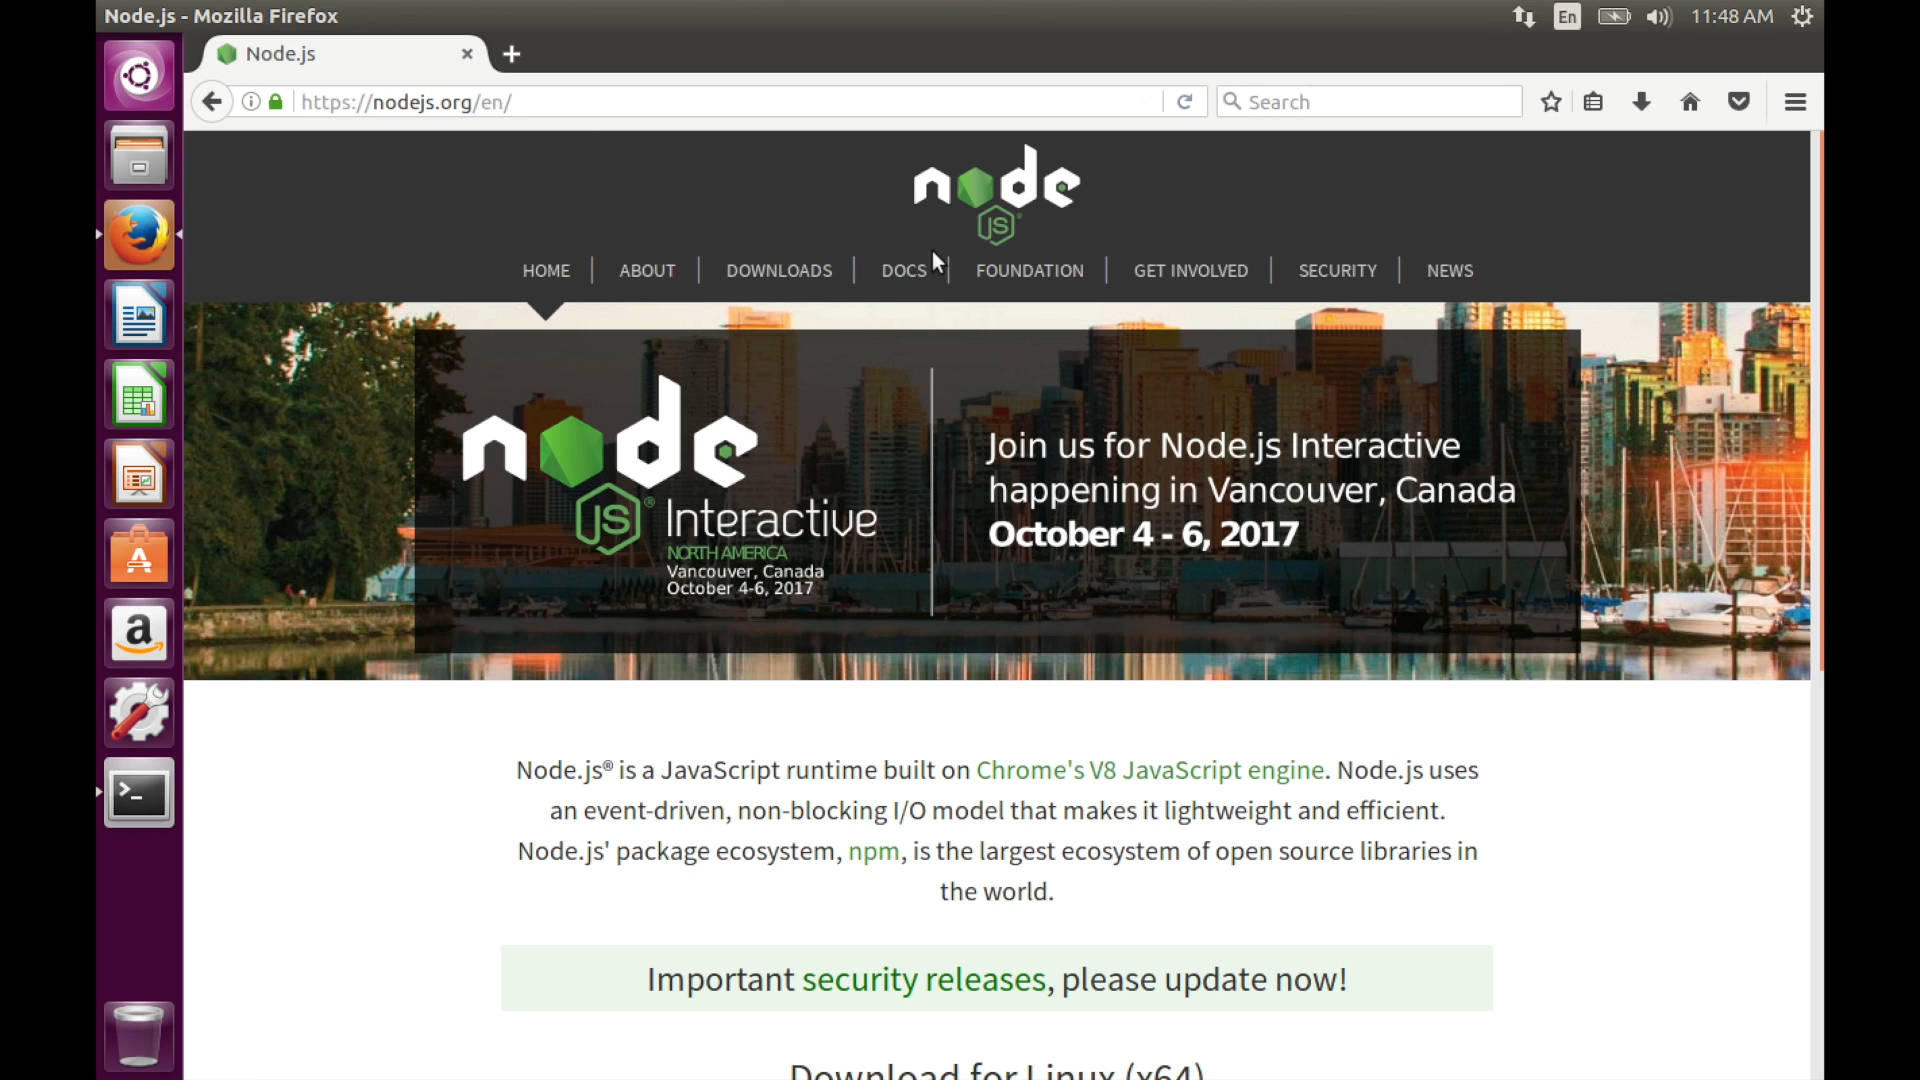 Node.js - Mozilla Firefox
En
11:48 AM
Node.js
https://nodejs.org/en/
Search
node
JS
HOME
ABOUT
DOWNLOADS
DOCS
FOUNDATION
GET INVOLVED
SECURITY
NEWS
node
JS® Interactive
NORTH AMERICA
Vancouver, Canada
October 4-6, 2017
Join us for Node.js Interactive
happening in Vancouver, Canada
October 4 - 6, 2017
Node.js® is a JavaScript runtime built on Chrome's V8 JavaScript engine. Node.js uses
an event-driven, non-blocking I/O model that makes it lightweight and efficient.
Node.js' package ecosystem, npm, is the largest ecosystem of open source libraries in
the world.
Important security releases, please update now!
Download for Linux (x64)